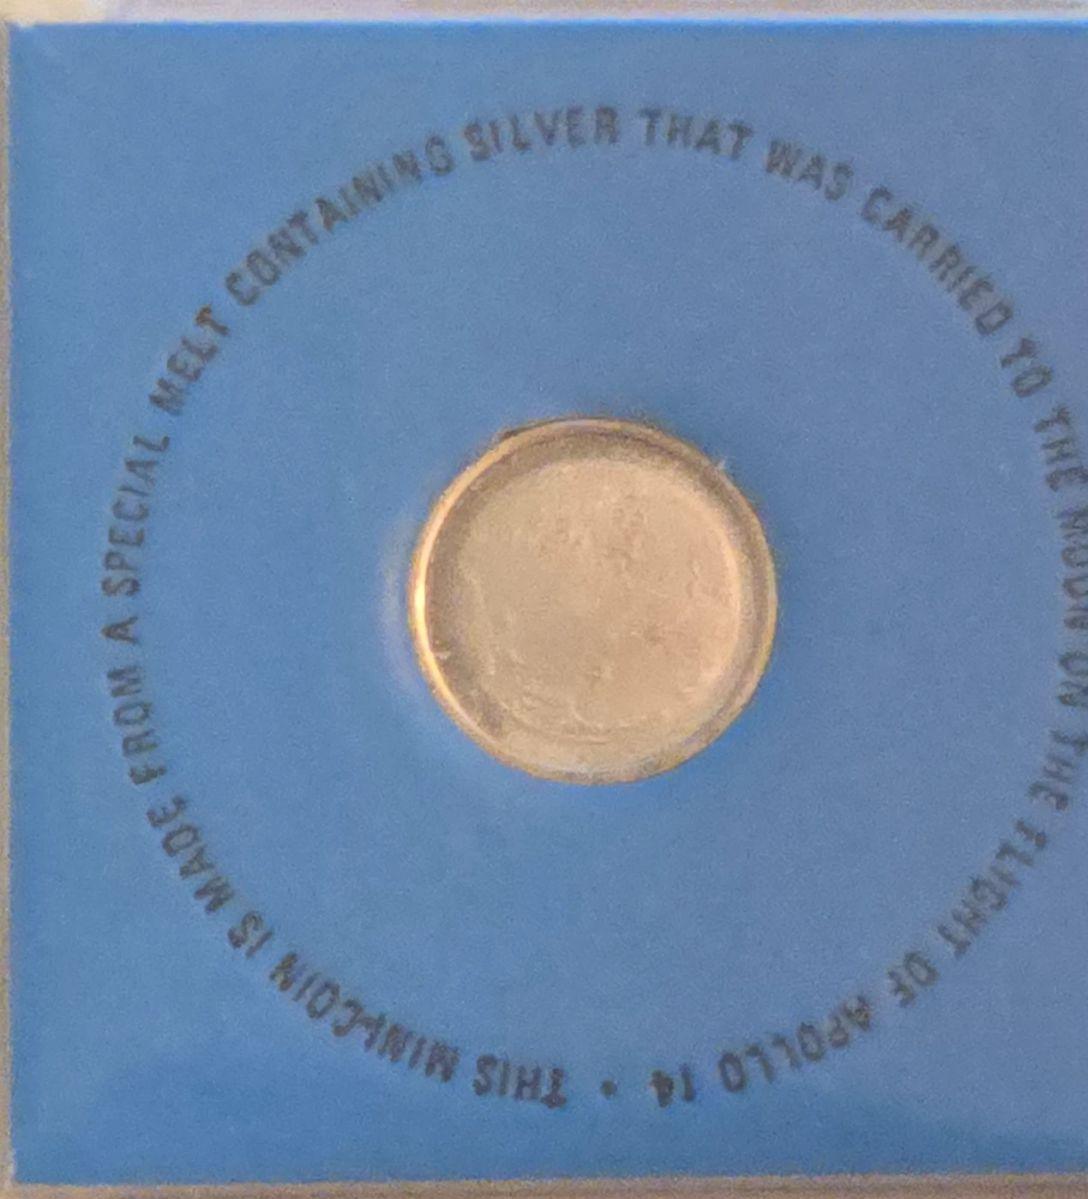 THIS MINI-COIN IS MADE FROM A SPECIAL MELT CONTAINING SILVER THAT WAS CARRIED TO THE MOON ON THE FLIGHT OF APOLLO 14 •